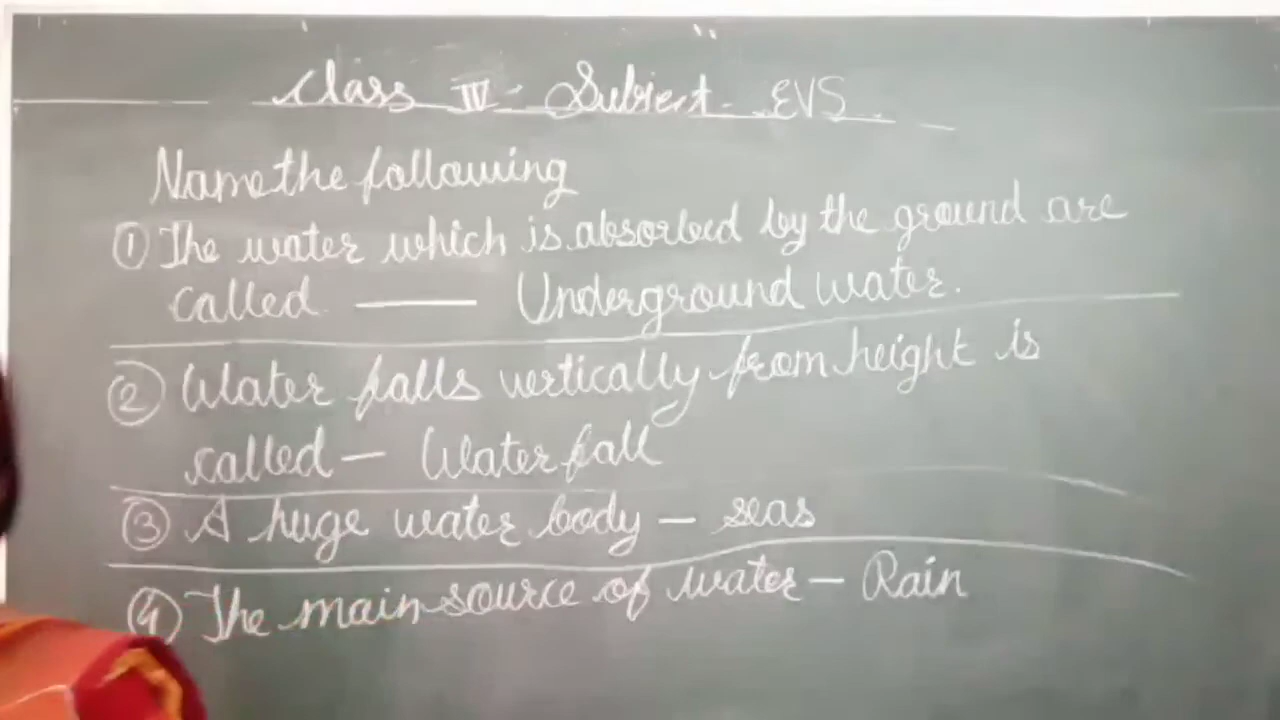 Class IV - Subject - EVS
Name the following
① The water which is absorbed by the ground are
called. —— Underground water.
② Water falls vertically from height is
called — Water fall
③ A huge water body — seas
④ The main source of water — Rain